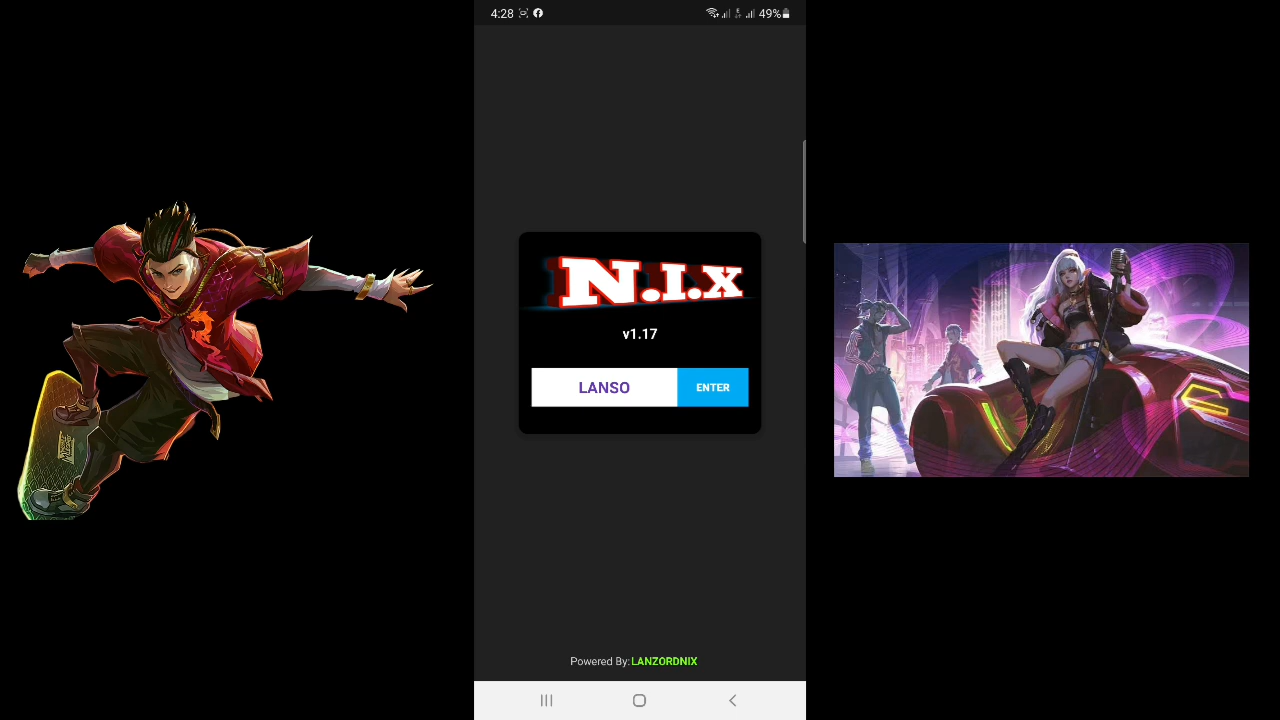 4:28 49%
N.I.X
v1.17
LANSO ENTER
Powered By:LANZORDNIX